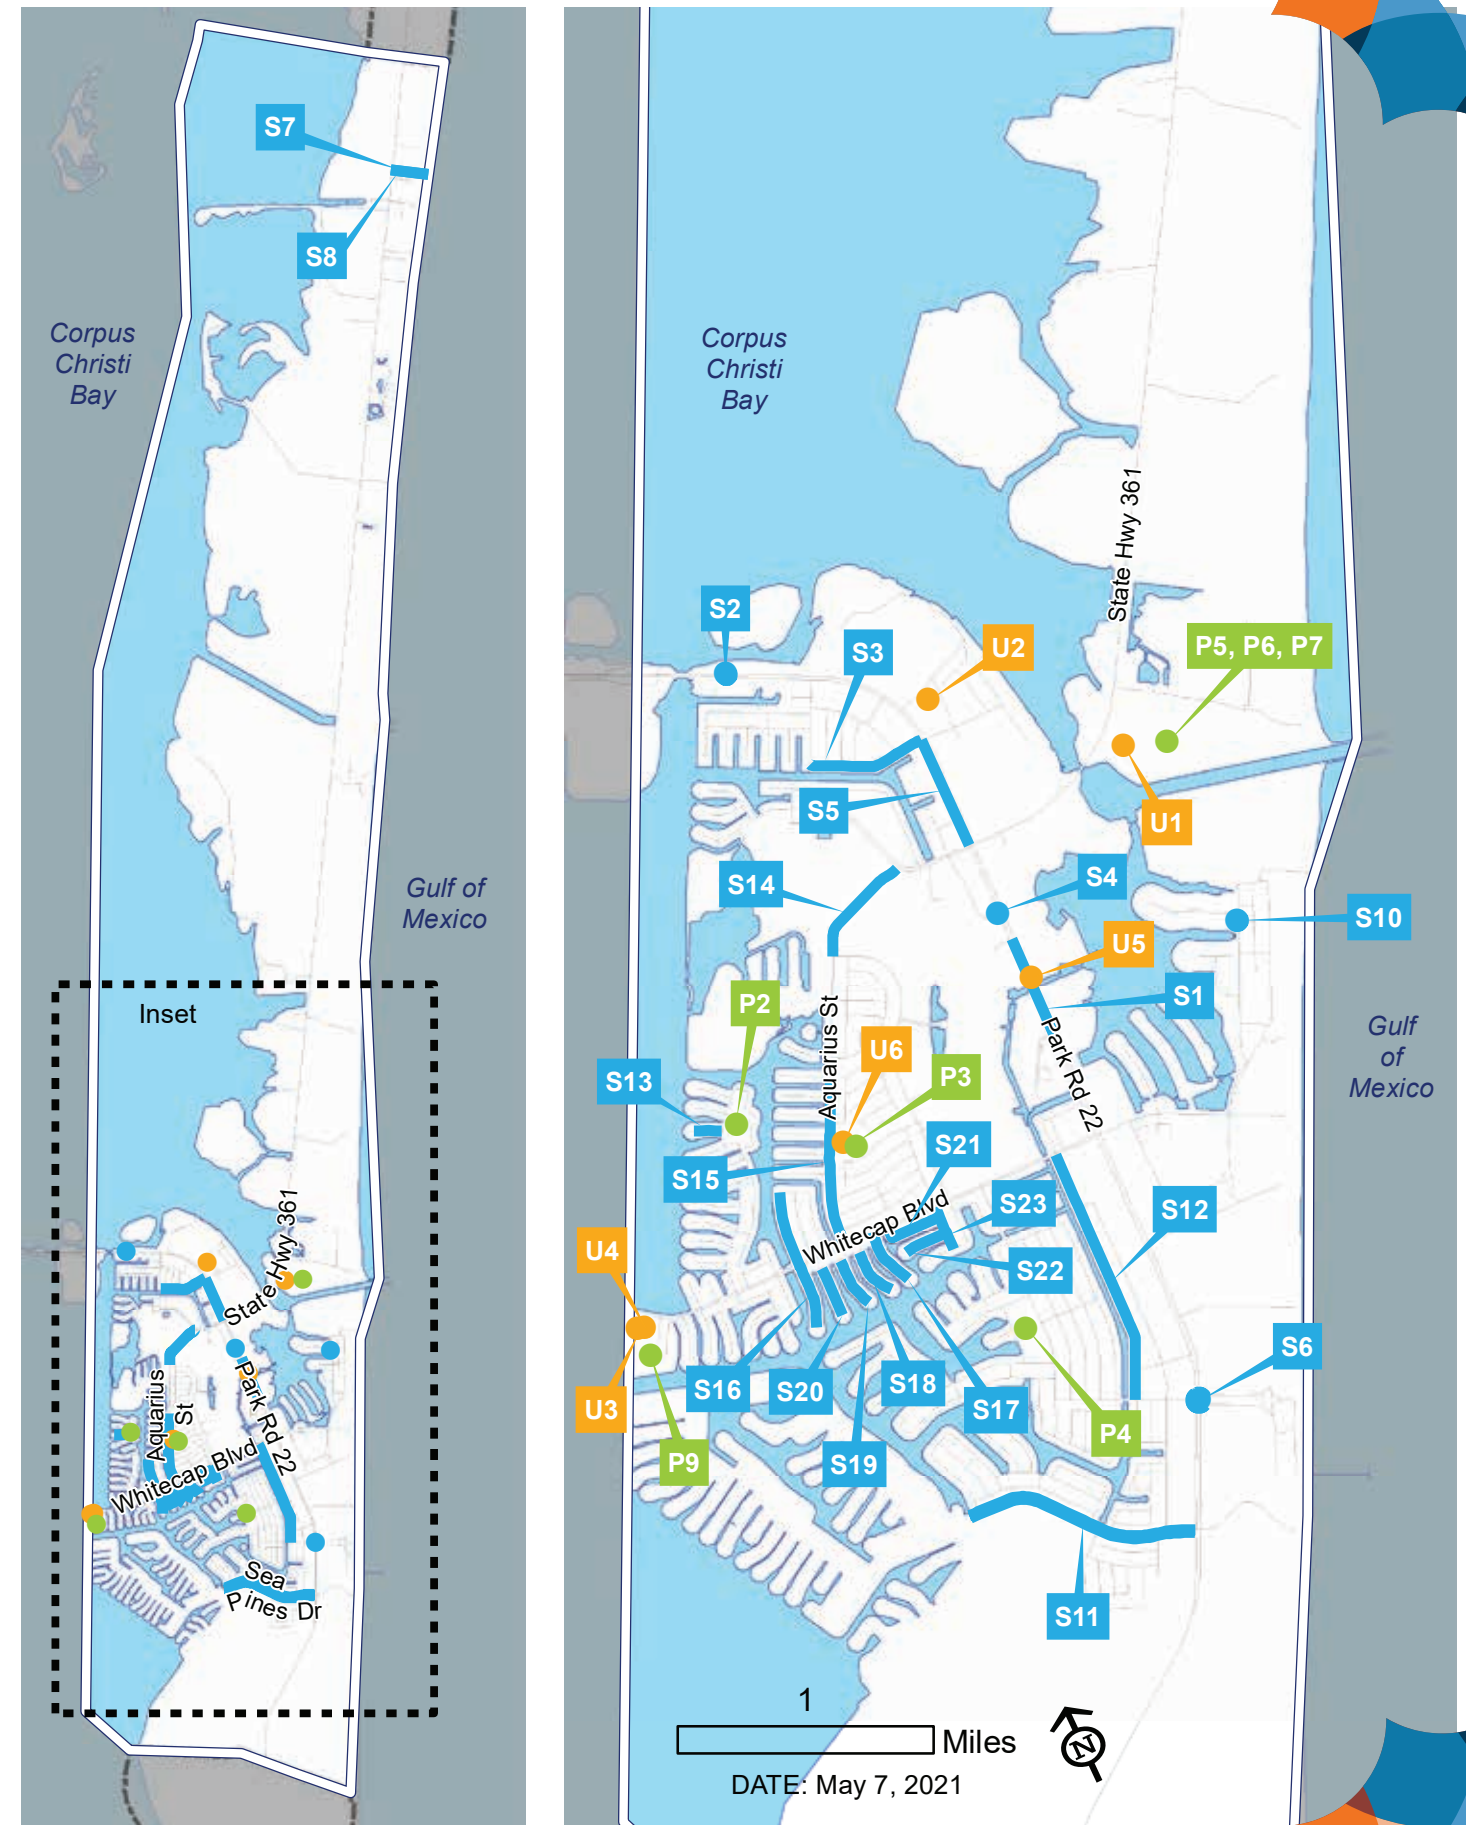 S7
S8
Corpus
Christi
Bay
Gulf of
Mexico
Inset
State Hwy 361
Aquarius
St
Park Rd 22
Whitecap Blvd
Sea
Pines Dr
Corpus
Christi
Bay
State Hwy 361
S2
S3
U2
P5, P6, P7
S5
U1
S14
S4
S10
U5
P2
S1
Aquarius St
U6
Park Rd 22
Gulf
of
Mexico
S13
P3
S21
S15
S23
S12
Whitecap Blvd
U4
S22
S6
S16
S20
S18
S17
U3
P4
P9
S19
S11
1
Miles
DATE: May 7, 2021
N